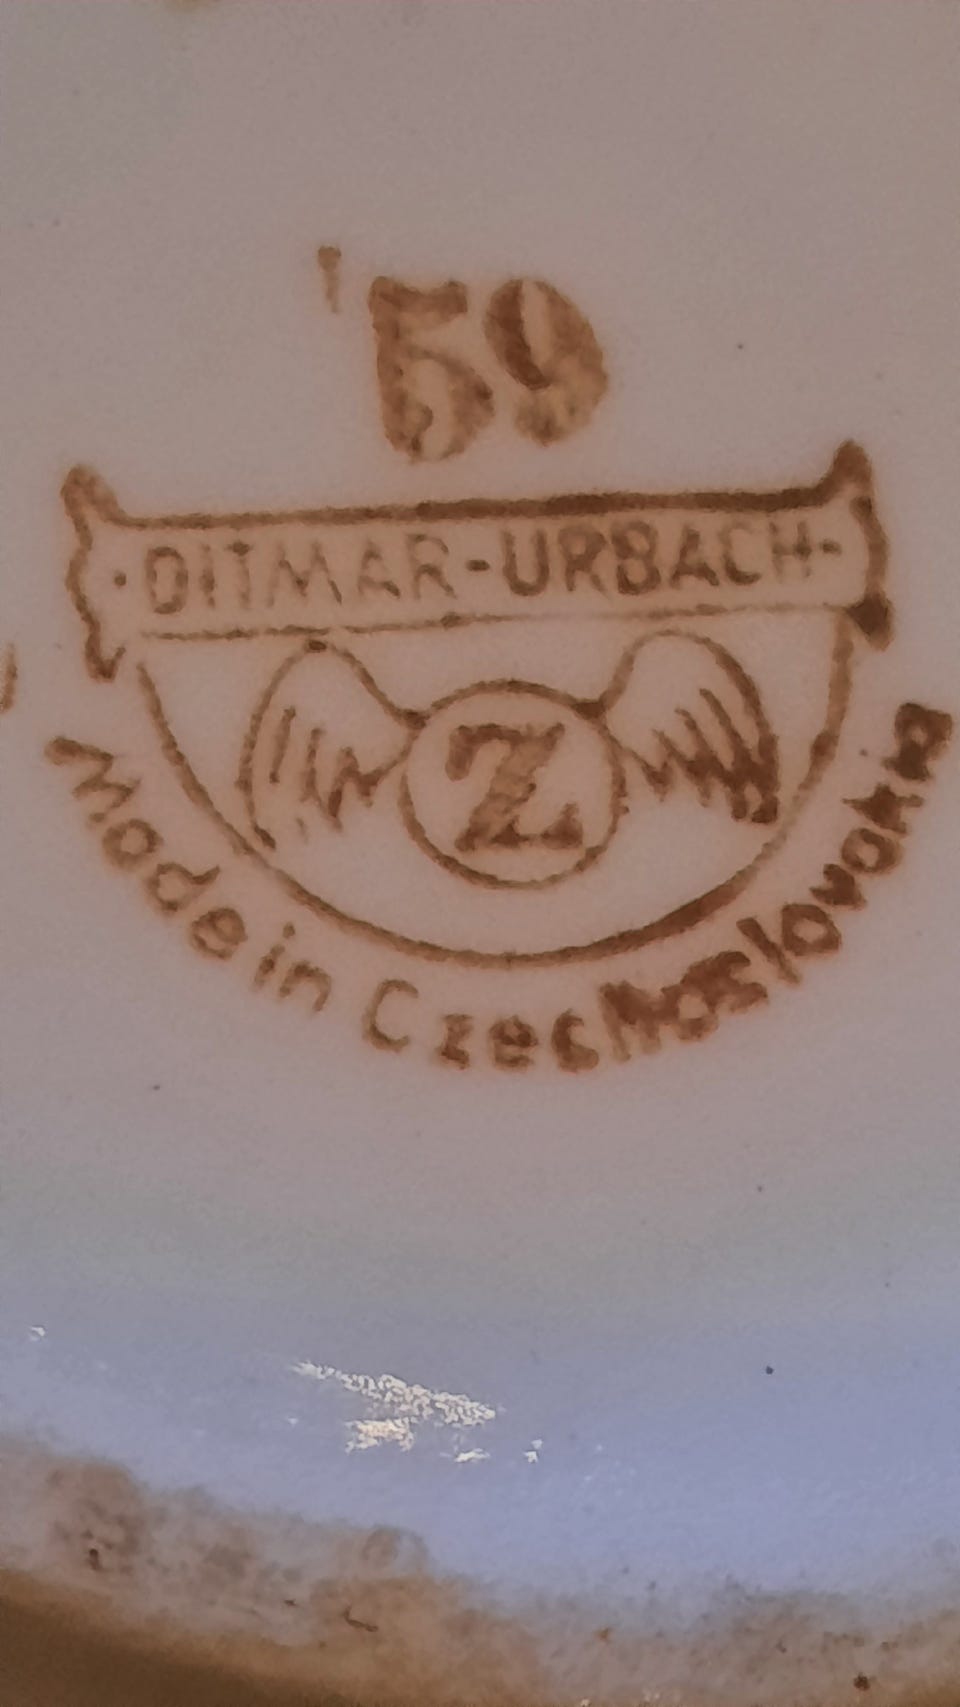 '59
·DITMAR-URBACH-
Z
Made in Czechoslovakia